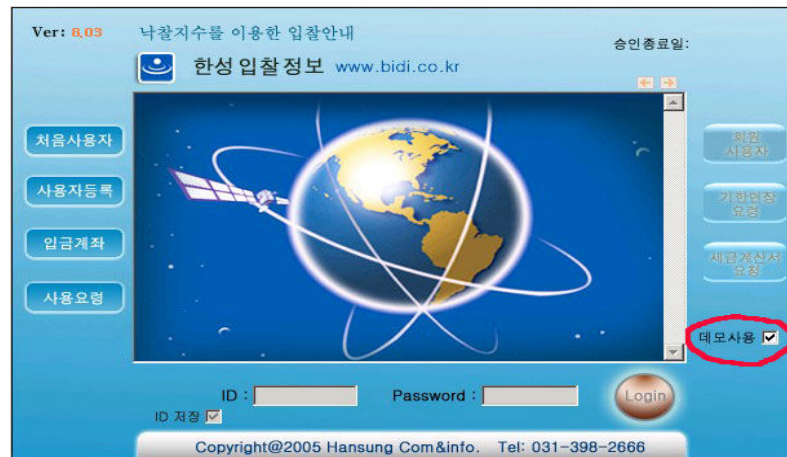 Ver: 8.03
낙찰지수를 이용한 입찰안내
승인종료일:
한성입찰정보 www.bidi.co.kr
처음사용자
사용자등록
입금계좌
사용요령
회원
사용자
기한연장
요령
세금계산서
요청
데모사용
ID :
Password :
Login
ID 저장
Copyright@2005 Hansung Com&info. Tel: 031-398-2666